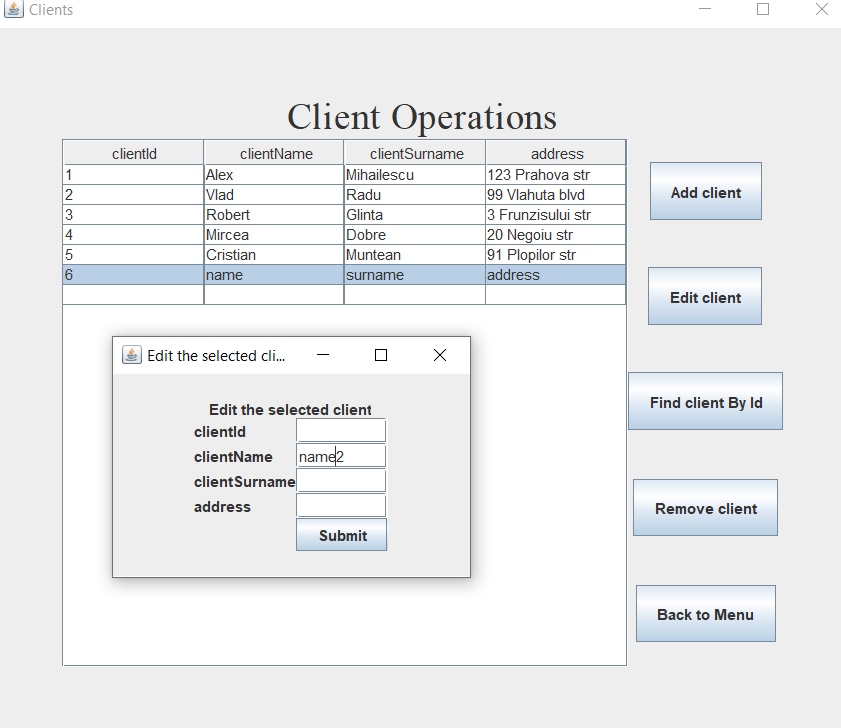 Clients
Client Operations
clientId clientName clientSurname address
1 Alex Mihailescu 123 Prahova str
2 Vlad Radu 99 Vlahuta blvd
3 Robert Glinta 3 Frunzisului str
4 Mircea Dobre 20 Negoiu str
5 Cristian Muntean 91 Plopilor str
6 name surname address
Edit the selected cli...
Edit the selected client
clientId
clientName name2
clientSurname
address
Submit
Add client
Edit client
Find client By Id
Remove client
Back to Menu